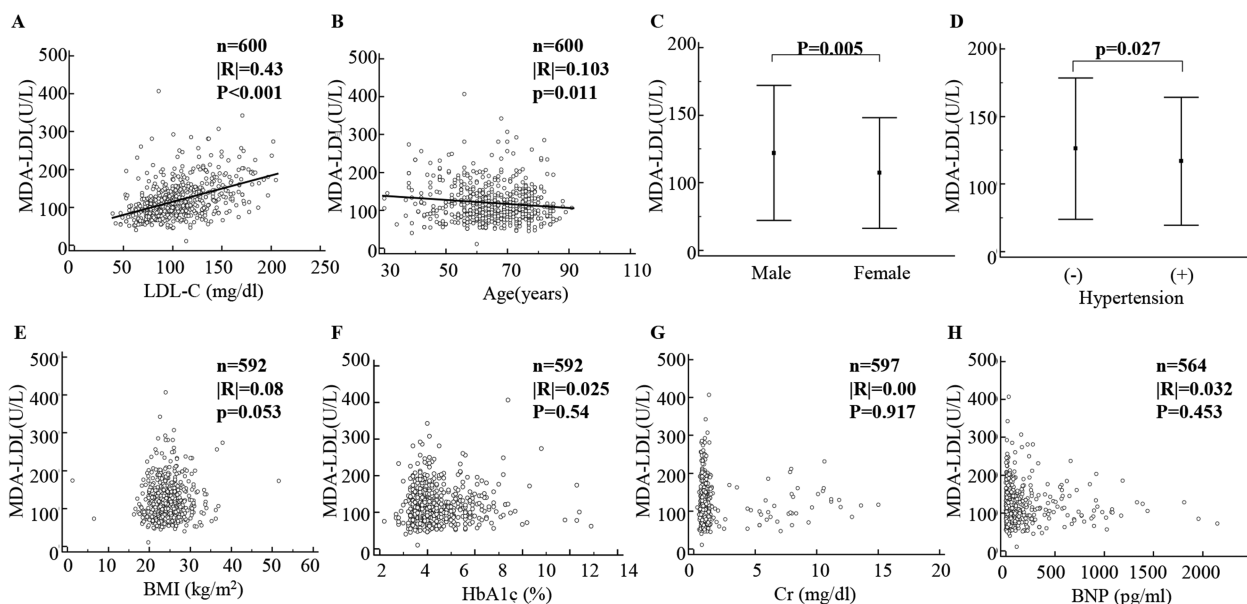 A
n=600
|R|=0.43
P<0.001
MDA-LDL(U/L)
500
400
300
200
100
0
0 50 100 150 200 250
LDL-C (mg/dl)
B
n=600
|R|=0.103
p=0.011
MDA-LDL(U/L)
500
400
300
200
100
0
30 50 70 90 110
Age(years)
C
P=0.005
MDA-LDL(U/L)
200
150
100
0
Male Female
D
p=0.027
MDA-LDL(U/L)
200
150
100
0
(-) (+)
Hypertension
E
n=592
|R|=0.08
p=0.053
MDA-LDL(U/L)
500
400
300
200
100
0
0 10 20 30 40 50 60
BMI (kg/m²)
F
n=592
|R|=0.025
P=0.54
MDA-LDL(U/L)
500
400
300
200
100
0
2 4 6 8 10 12 14
HbA1c (%)
G
n=597
|R|=0.00
P=0.917
MDA-LDL(U/L)
500
400
300
200
100
0
0 5 10 15 20
Cr (mg/dl)
H
n=564
|R|=0.032
P=0.453
MDA-LDL(U/L)
500
400
300
200
100
0
0 500 1000 1500 2000
BNP (pg/ml)